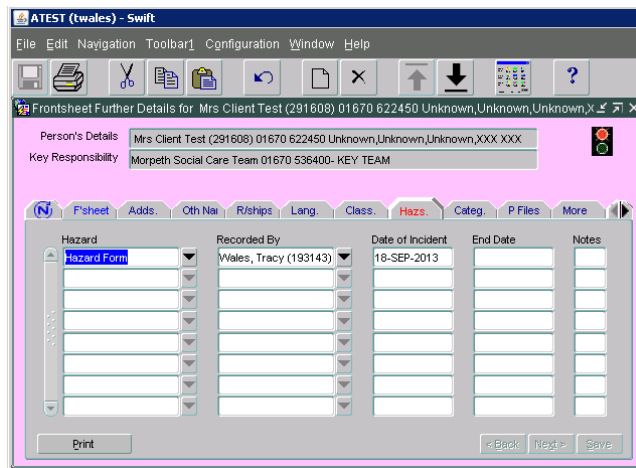 ATEST (twales) - Swift
File Edit Navigation Toolbar1 Configuration Window Help
?
Frontsheet Further Details for Mrs Client Test (291608) 01670 622450 Unknown,Unknown,Unknown,X
Person's Details Mrs Client Test (291608) 01670 622450 Unknown,Unknown,Unknown,XXX XXX
Key Responsibility Morpeth Social Care Team 01670 536400- KEY TEAM
N F'sheet Adds. Oth Nai R/ships Lang. Class. Hazs. Categ. P Files More
Hazard Recorded By Date of Incident End Date Notes
Hazard Form Wales, Tracy (193143) 18-SEP-2013
Print < Back Next > Save